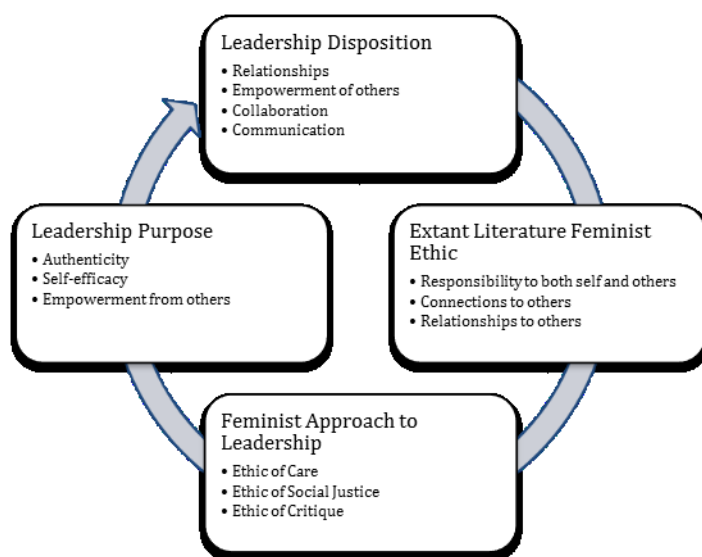 Leadership Disposition
• Relationships
• Empowerment of others
• Collaboration
• Communication
Leadership Purpose
• Authenticity
• Self-efficacy
• Empowerment from others
Extant Literature Feminist
Ethic
• Responsibility to both self and others
• Connections to others
• Relationships to others
Feminist Approach to
Leadership
• Ethic of Care
• Ethic of Social Justice
• Ethic of Critique